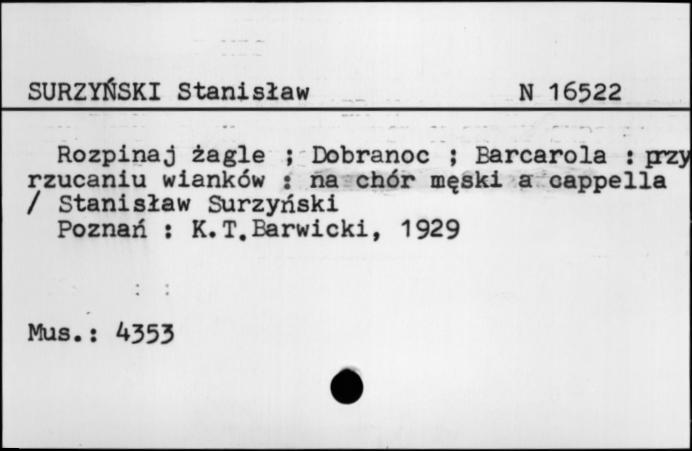 SURZYŃSKI Stanisław N 16522
Rozpinaj żagle ; Dobranoc ; Barcarola : przy
rzucaniu wianków : na chór męski a cappella
/ Stanisław Surzyński
Poznań : K.T.Barwicki, 1929
Mus.: 4353